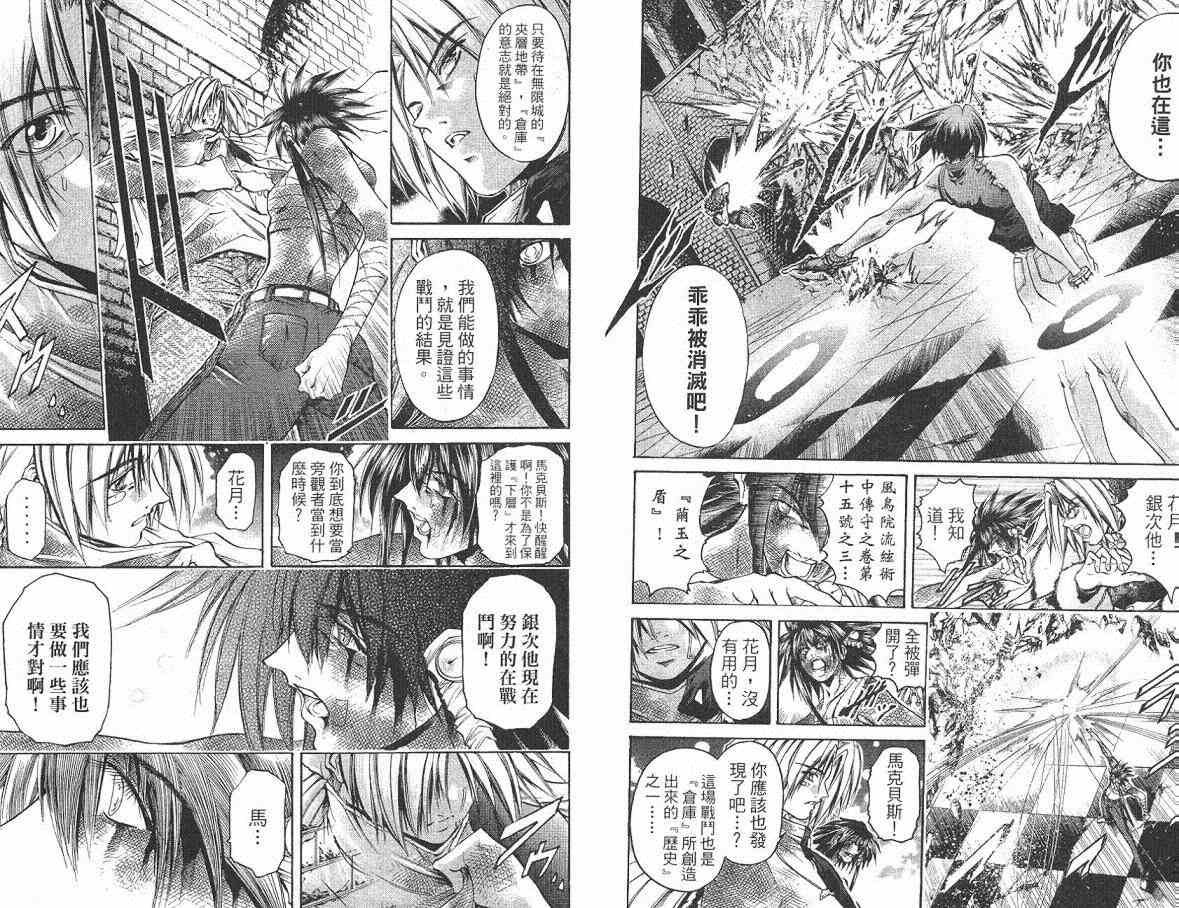 你也在這…
乖乖被消滅吧！
花月！
銀次他…
我知
道！
風鳥院流絃術
中傳守之卷第
十五號之三…
『繭玉之
盾』！
全被彈
開了？
花月，沒
有用的…
馬克貝斯！
你應該也發
現了吧…？
這場戰鬥也是
『倉庫』所創造
出來的『歷史』
之一……
只要待在無限城的『
夾層地帶』，『倉庫』
的意志就是絕對的。
我們能做的事情
，就是見證這些
戰鬥的結果。
馬克貝斯！快醒醒
啊！你不是為了保
護『下層』才來到
這裡的嗎？
你到底想要當
旁觀者當到什
麼時候？
花月…
……
銀次他現在
努力的在戰
鬥啊！
我們應該也
要做一些事
情才對啊！
馬…